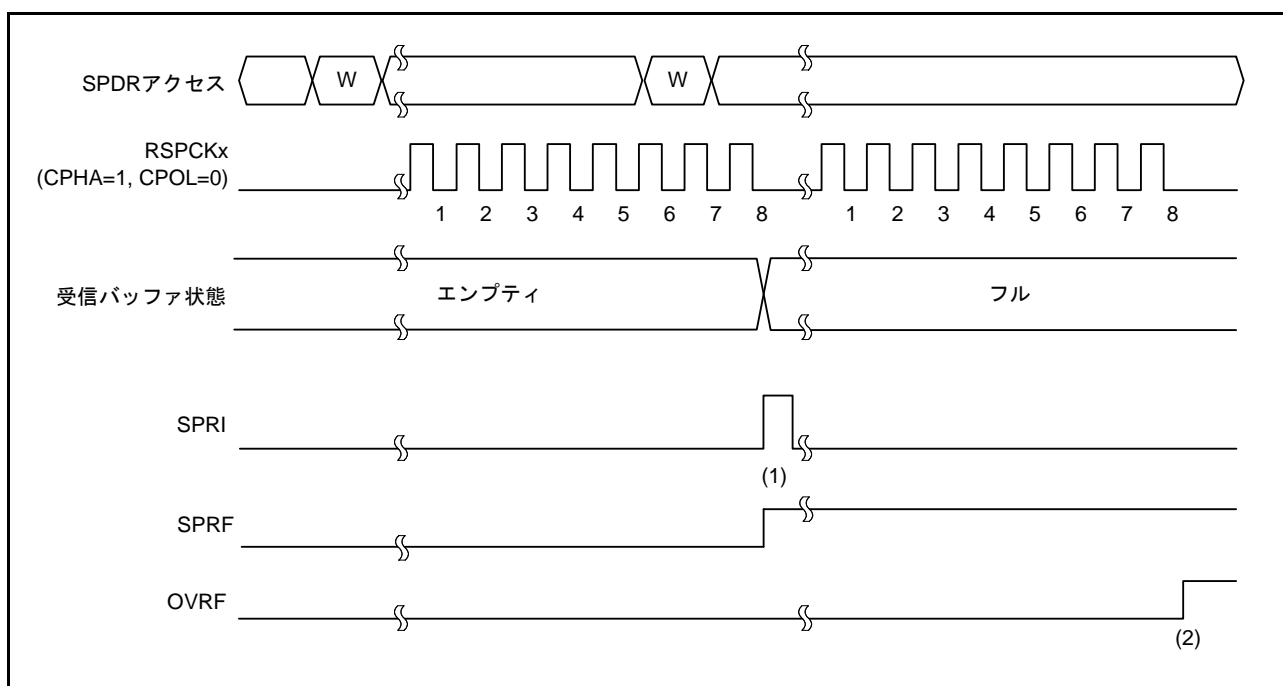 SPDRアクセス W W
RSPCKx
(CPHA=1, CPOL=0)
1 2 3 4 5 6 7 8 1 2 3 4 5 6 7 8
受信バッファ状態 エンプティ フル
SPRI
(1)
SPRF
OVRF
(2)